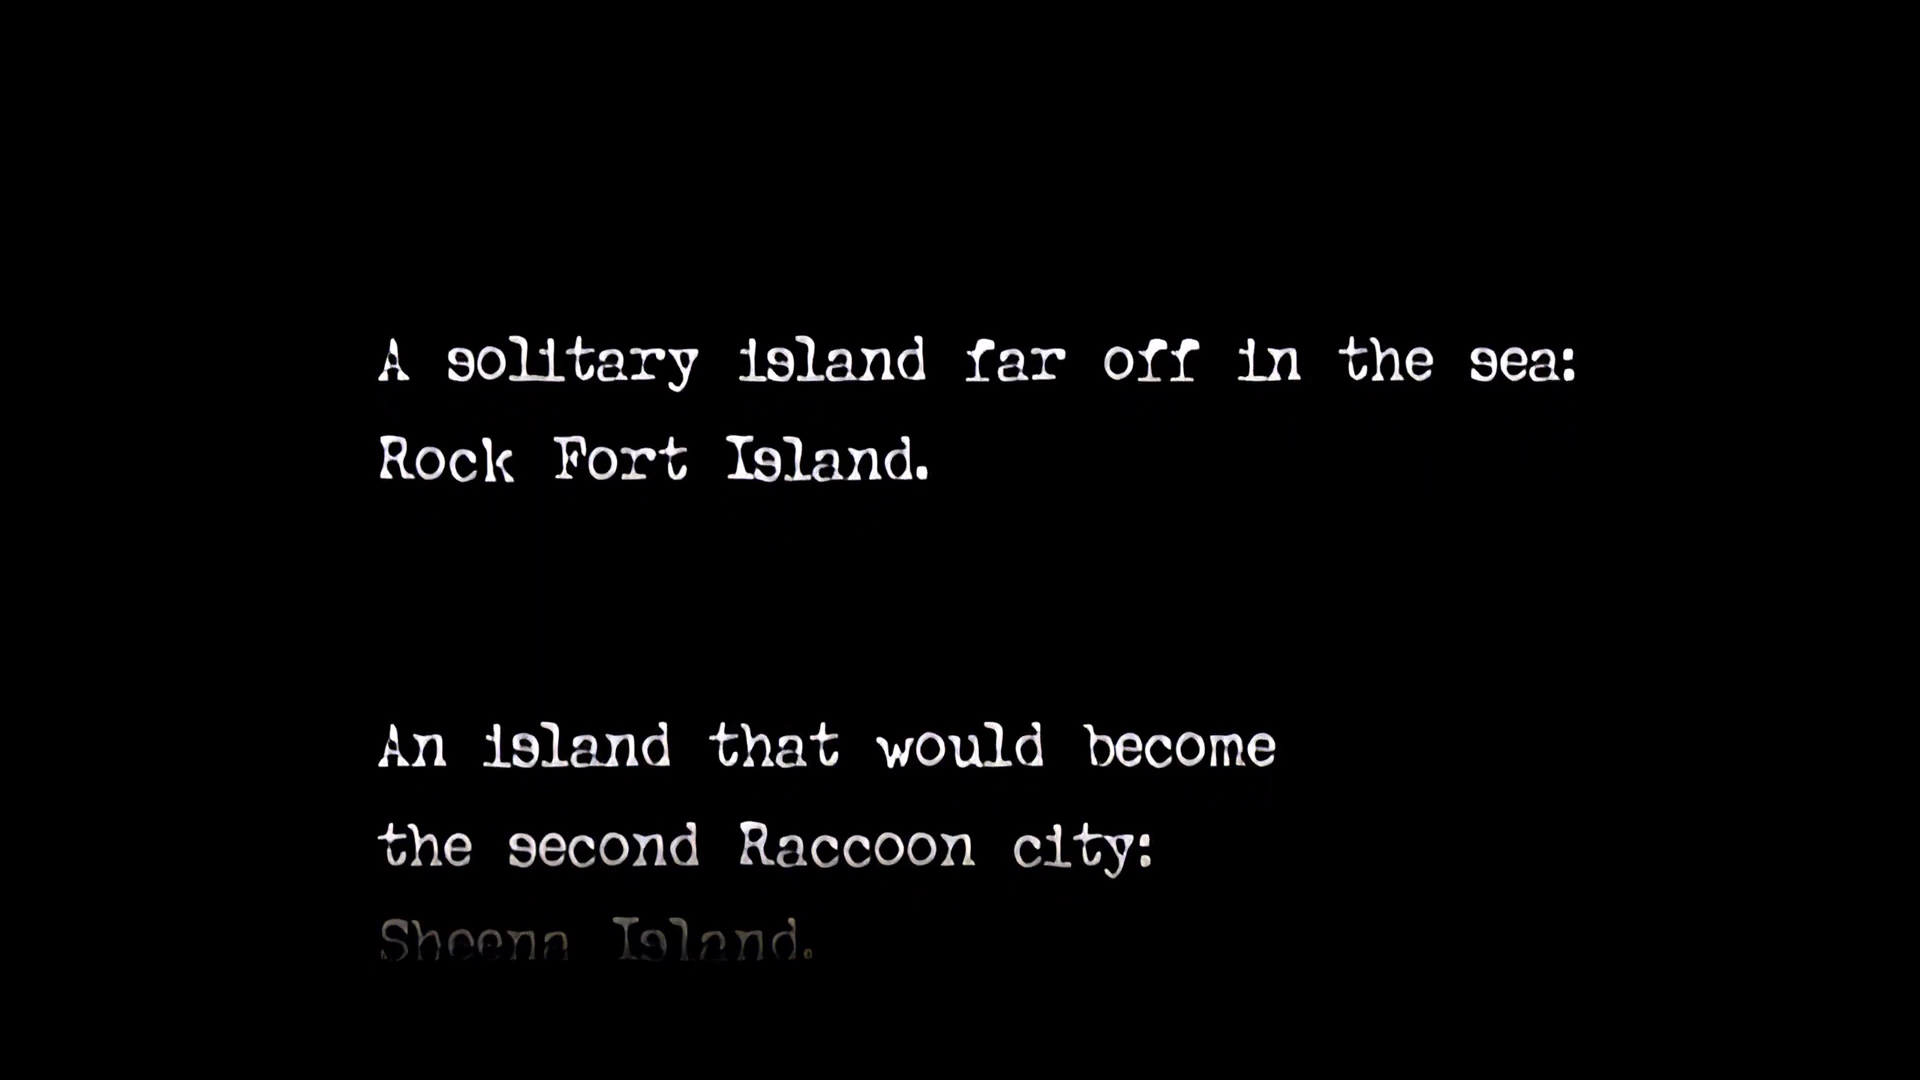 A solitary island far off in the sea:
Rock Fort Island.
An island that would become
the second Raccoon city:
Sheena Island.